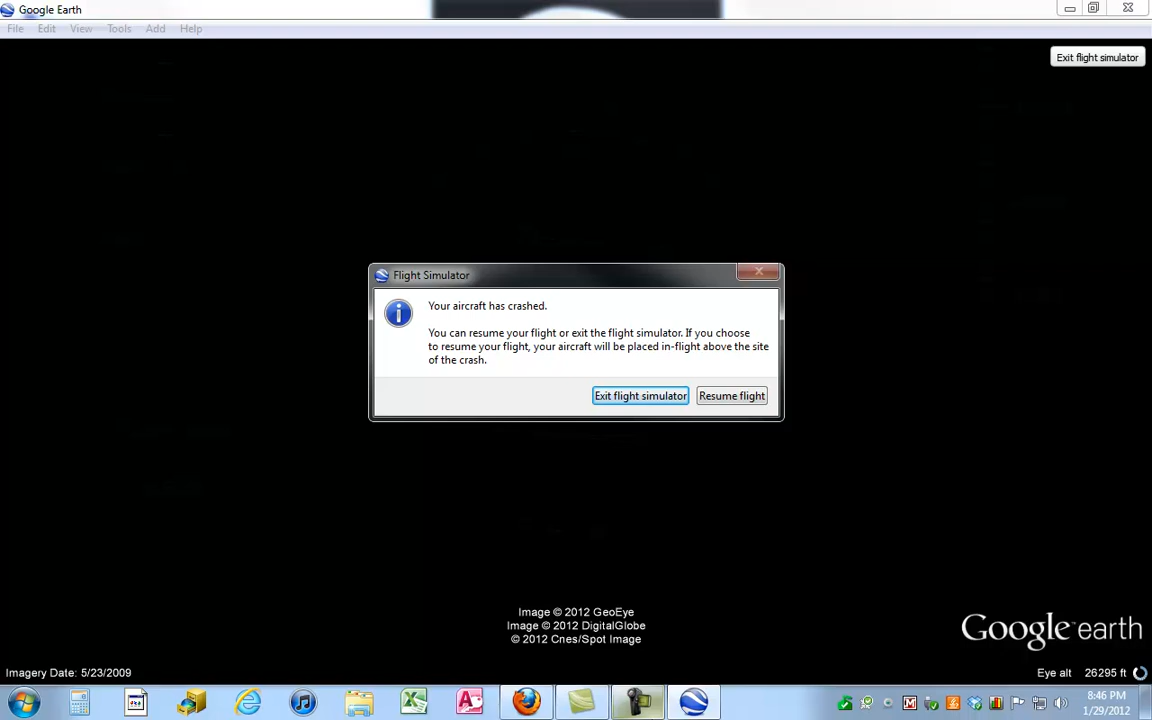 Google Earth
File Edit View Tools Add Help
Exit flight simulator
Flight Simulator
Your aircraft has crashed.
You can resume your flight or exit the flight simulator. If you choose
to resume your flight, your aircraft will be placed in-flight above the site
of the crash.
Exit flight simulator Resume flight
Image © 2012 GeoEye
Image © 2012 DigitalGlobe
© 2012 Cnes/Spot Image
Google earth
Imagery Date: 5/23/2009
Eye alt 26295 ft
8:46 PM
1/29/2012